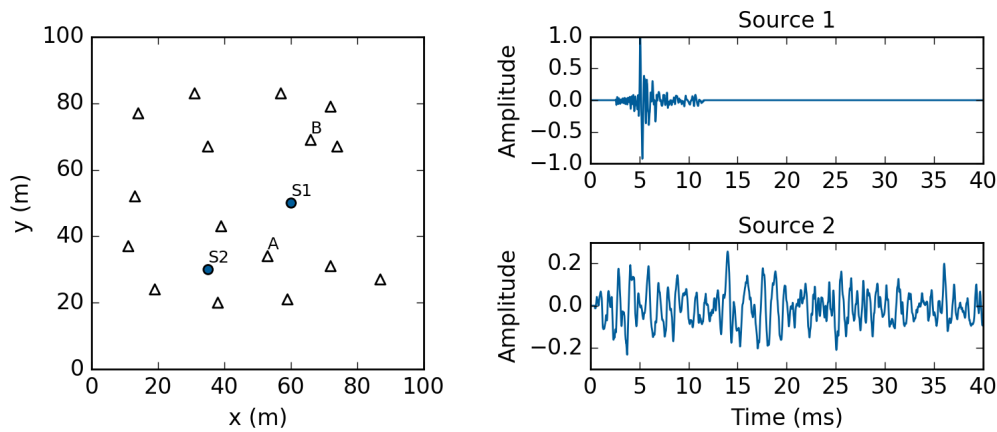 100
80
60
40
20
0
y (m)
B
S1
A
S2
0 20 40 60 80 100
x (m)
Source 1
1.0
0.5
0.0
−0.5
−1.0
Amplitude
0 5 10 15 20 25 30 35 40
Source 2
0.2
0.0
−0.2
Amplitude
0 5 10 15 20 25 30 35 40
Time (ms)